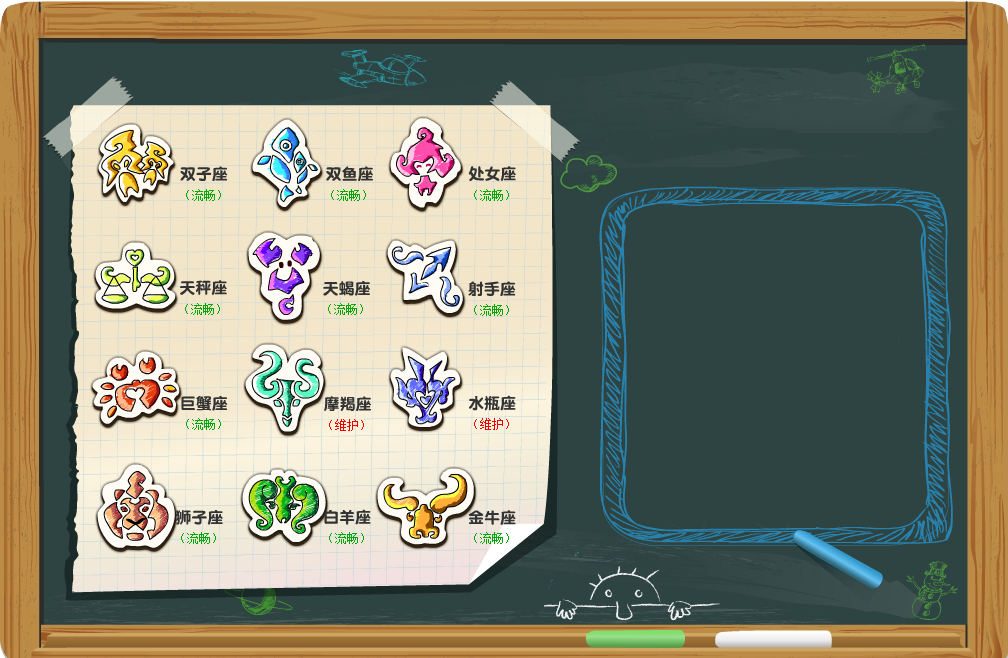 双子座 双鱼座 处女座
（流畅） （流畅） （流畅）
天秤座 天蝎座 射手座
（流畅） （流畅） （流畅）
巨蟹座 摩羯座 水瓶座
（流畅） （维护） （维护）
狮子座 白羊座 金牛座
（流畅） （流畅） （流畅）